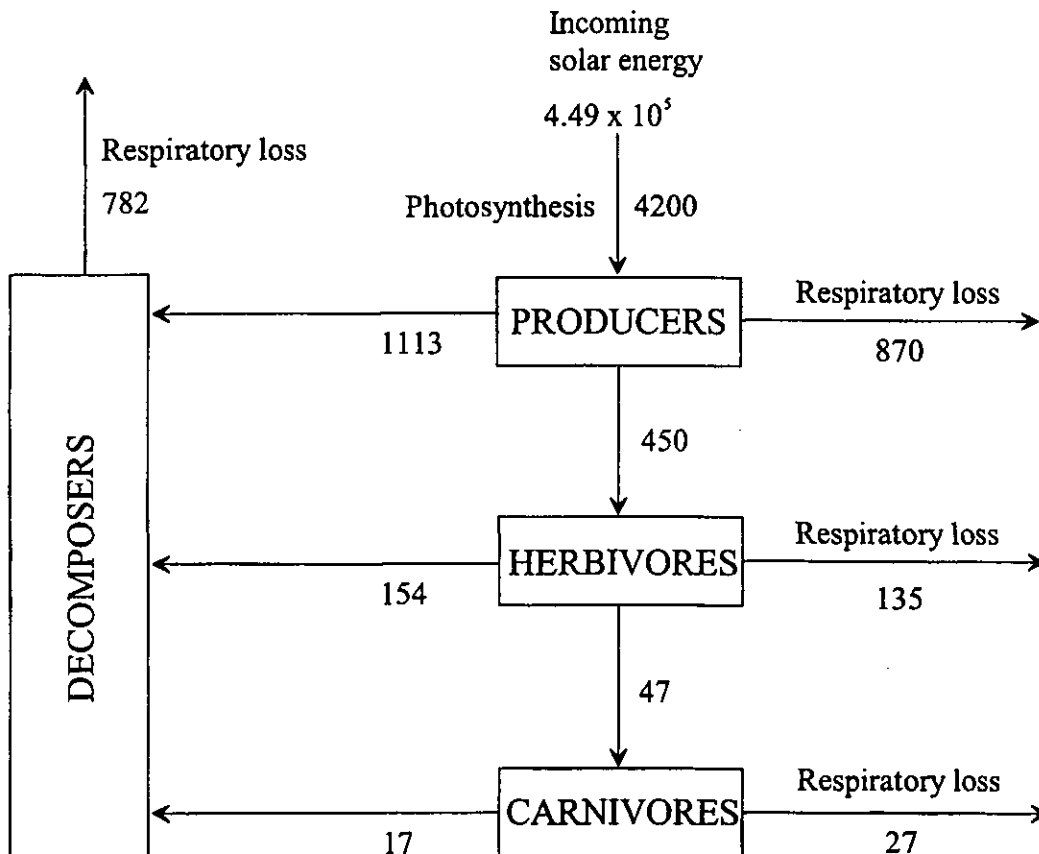 Incoming
solar energy
4.49 x 10⁵
Respiratory loss
782
Photosynthesis 4200
PRODUCERS
Respiratory loss
1113
870
450
DECOMPOSERS
HERBIVORES
Respiratory loss
154
135
47
CARNIVORES
Respiratory loss
17
27